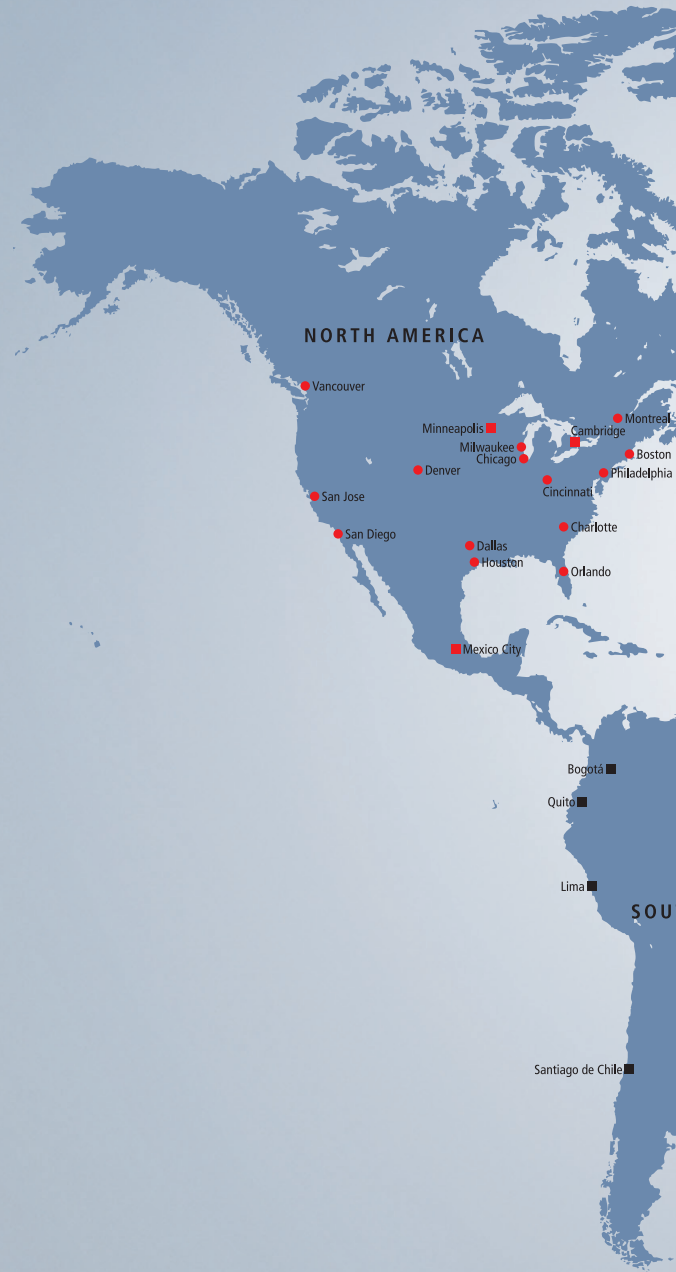 NORTH AMERICA
Vancouver
Montreal
Minneapolis
Cambridge
Milwaukee
Boston
Chicago
Denver
Philadelphia
Cincinnati
San Jose
Charlotte
San Diego
Dallas
Houston
Orlando
Mexico City
Bogotá
Quito
Lima
SOU
Santiago de Chile